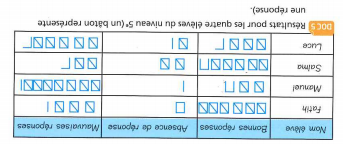 DOC 5 Résultats pour les quatre élèves du niveau 5e (un bâton représente
une réponse).
Nom élève Bonnes réponses Absence de réponse Mauvaises réponses
Fatih
Manuel
Salma
Luce